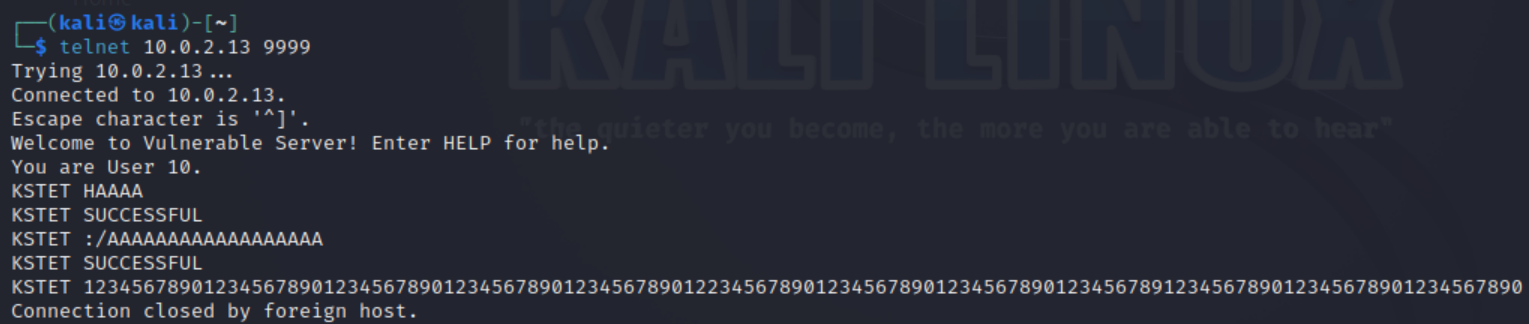 Home
┌──(kali㉿kali)-[~]
└─$ telnet 10.0.2.13 9999
Trying 10.0.2.13...
Connected to 10.0.2.13.
Escape character is '^]'.
Welcome to Vulnerable Server! Enter HELP for help.
You are User 10.
KSTET HAAAA
KSTET SUCCESSFUL
KSTET :/AAAAAAAAAAAAAAAAAA
KSTET SUCCESSFUL
KSTET 123456789012345678901234567890123456789012345678901223456789012345678901234567890123456789123456789012345678901234567890
Connection closed by foreign host.
KALI LINUX
"the quieter you become, the more you are able to hear"